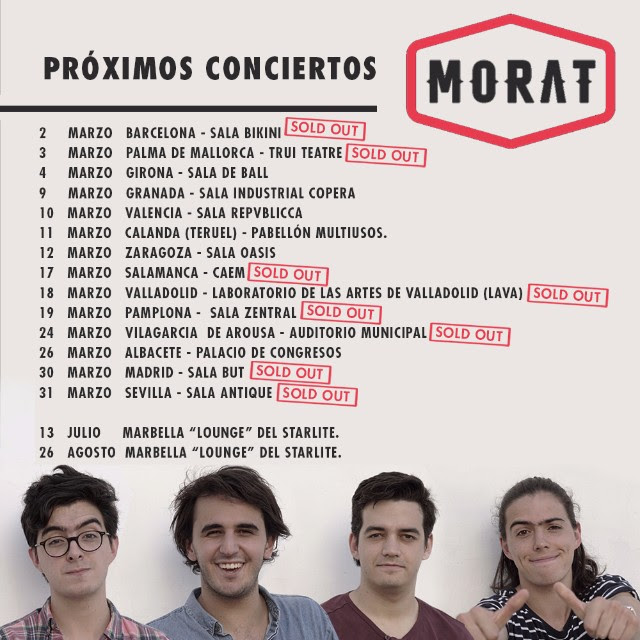 PRÓXIMOS CONCIERTOS
MORAT
2 MARZO BARCELONA - SALA BIKINI SOLD OUT
3 MARZO PALMA DE MALLORCA - TRUI TEATRE SOLD OUT
4 MARZO GIRONA - SALA DE BALL
9 MARZO GRANADA - SALA INDUSTRIAL COPERA
10 MARZO VALENCIA - SALA REPVBLICCA
11 MARZO CALANDA (TERUEL) - PABELLÓN MULTIUSOS.
12 MARZO ZARAGOZA - SALA OASIS
17 MARZO SALAMANCA - CAEM SOLD OUT
18 MARZO VALLADOLID - LABORATORIO DE LAS ARTES DE VALLADOLID (LAVA) SOLD OUT
19 MARZO PAMPLONA - SALA ZENTRAL SOLD OUT
24 MARZO VILAGARCIA DE AROUSA - AUDITORIO MUNICIPAL SOLD OUT
26 MARZO ALBACETE - PALACIO DE CONGRESOS
30 MARZO MADRID - SALA BUT SOLD OUT
31 MARZO SEVILLA - SALA ANTIQUE SOLD OUT
13 JULIO MARBELLA “LOUNGE” DEL STARLITE.
26 AGOSTO MARBELLA “LOUNGE” DEL STARLITE.